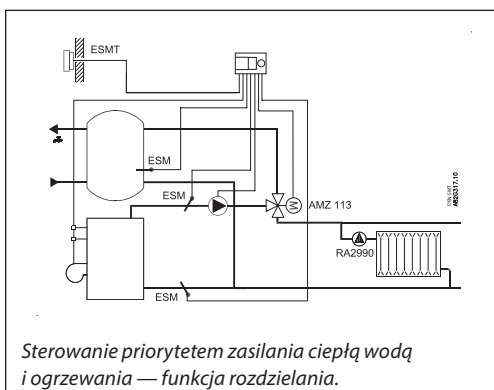 ESMT
ESM
ESM
M
AMZ 113
RA2990
ESM
Sterowanie priorytetem zasilania ciepłą wodą
i ogrzewania — funkcja rozdzielania.